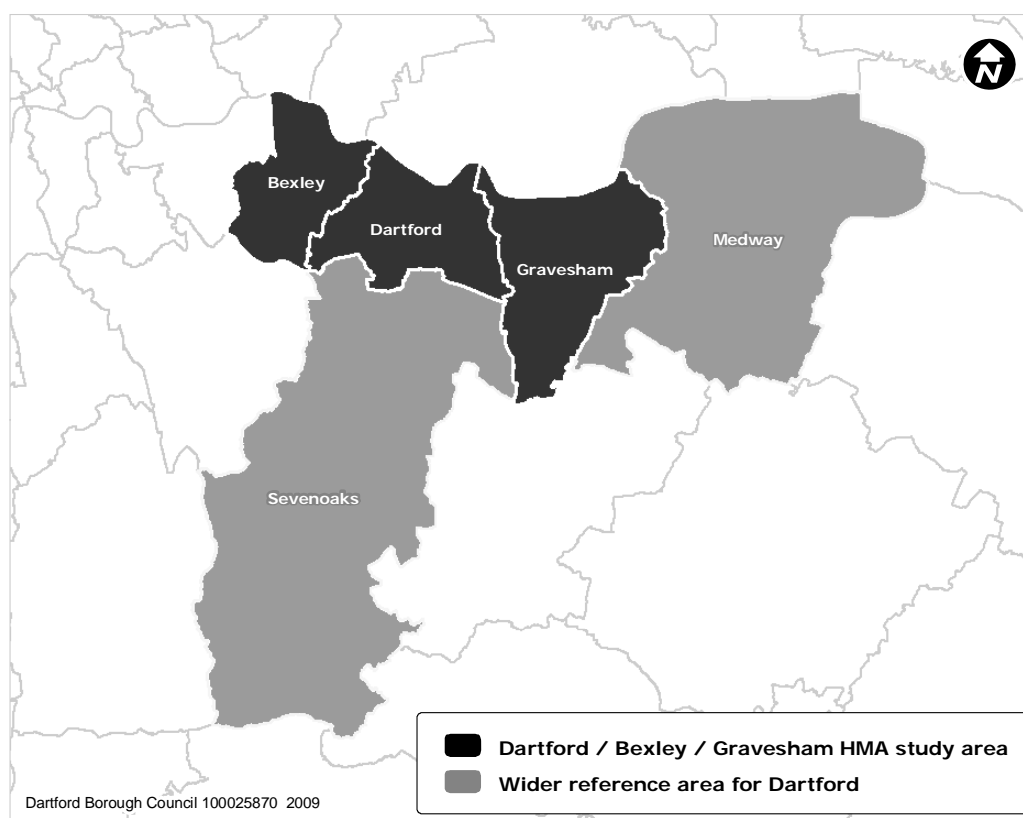 N
Bexley
Dartford
Medway
Gravesham
Sevenoaks
Dartford / Bexley / Gravesham HMA study area
Wider reference area for Dartford
Dartford Borough Council 100025870 2009